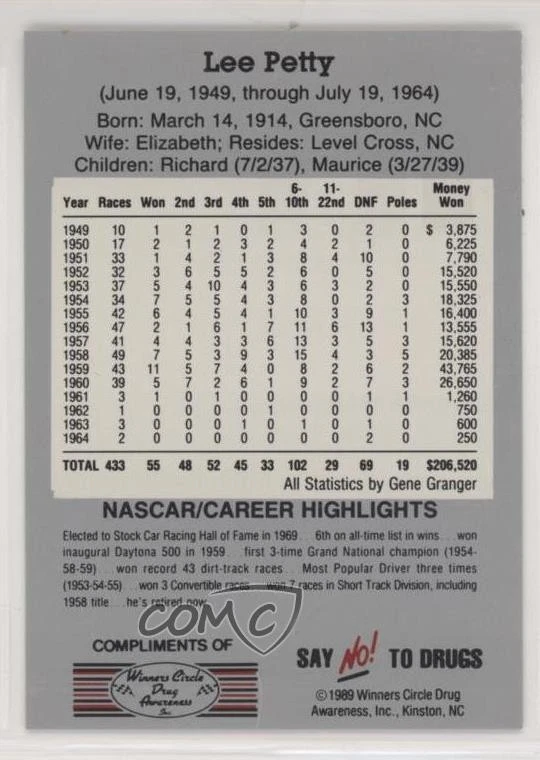 Lee Petty
(June 19, 1949, through July 19, 1964)
Born: March 14, 1914, Greensboro, NC
Wife: Elizabeth; Resides: Level Cross, NC
Children: Richard (7/2/37), Maurice (3/27/39)
Year Races Won 2nd 3rd 4th 5th 6-10th 11-22nd DNF Poles Money Won
1949 10 1 2 1 0 1 3 0 2 0 $ 3,875
1950 17 2 1 2 3 2 4 2 1 0 6,225
1951 33 1 4 2 1 3 8 4 10 0 7,790
1952 32 3 6 5 5 2 6 0 5 0 15,520
1953 37 5 4 10 4 3 6 3 2 0 15,550
1954 34 7 5 5 4 3 8 0 2 3 18,325
1955 42 6 4 5 4 1 10 3 9 1 16,400
1956 47 2 1 6 1 7 11 6 13 1 13,555
1957 41 4 4 3 3 6 13 3 5 3 15,620
1958 49 7 5 3 9 3 15 4 3 5 20,385
1959 43 11 5 7 4 0 8 2 6 2 43,765
1960 39 5 7 2 6 1 9 2 7 3 26,650
1961 3 1 0 1 0 0 0 0 1 1 1,260
1962 1 0 0 0 0 1 0 0 0 0 750
1963 3 0 0 0 1 0 1 0 1 0 600
1964 2 0 0 0 0 0 0 0 2 0 250
TOTAL 433 55 48 52 45 33 102 29 69 19 $206,520
All Statistics by Gene Granger
NASCAR/CAREER HIGHLIGHTS
Elected to Stock Car Racing Hall of Fame in 1969 . . . 6th on all-time list in wins . . . won
inaugural Daytona 500 in 1959 . . . first 3-time Grand National champion (1954-
58-59) . . . won record 43 dirt-track races . . . Most Popular Driver three times
(1953-54-55) . . . won 3 Convertible races . . . won 7 races in Short Track Division, including
1958 title . . . he's retired now.
COMC
COMPLIMENTS OF
Winners Circle
Drug
Awareness
Inc.
SAY No! TO DRUGS
©1989 Winners Circle Drug
Awareness, Inc., Kinston, NC